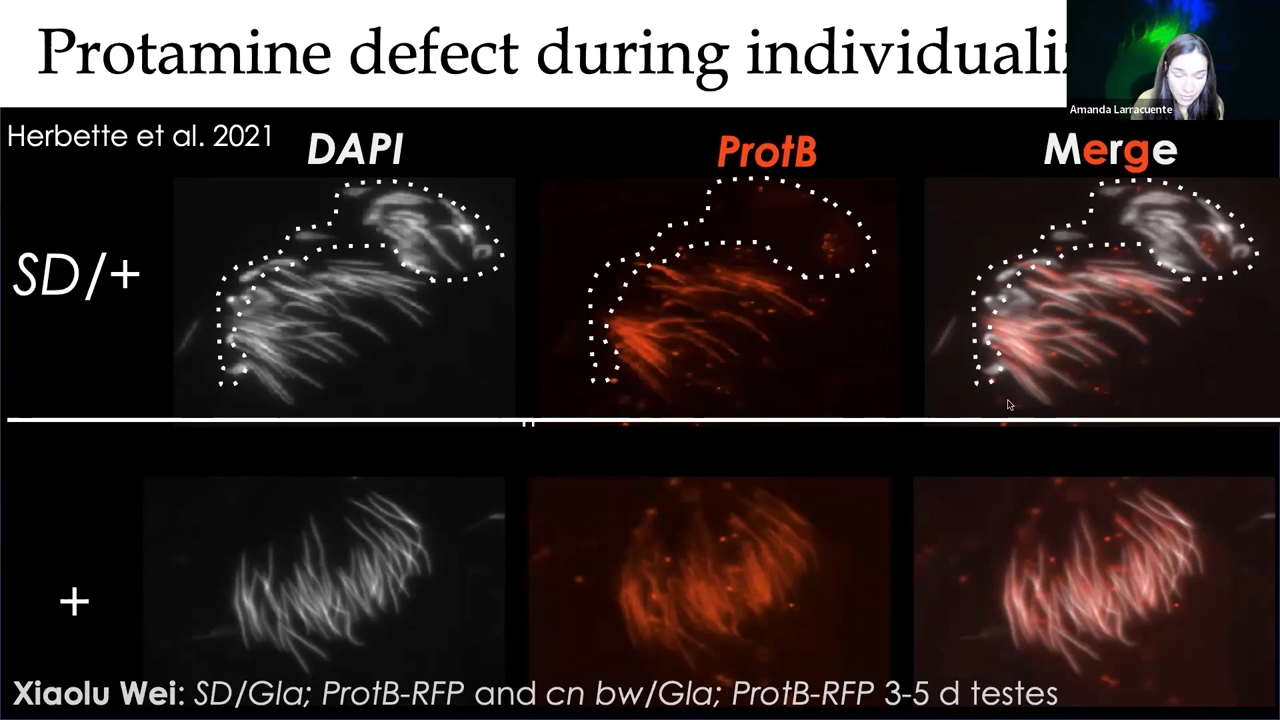 Protamine defect during individualiz
Amanda Larracuente
Herbette et al. 2021
DAPI
ProtB
Merge
SD/+
+
Xiaolu Wei: SD/Gla; ProtB-RFP and cn bw/Gla; ProtB-RFP 3-5 d testes